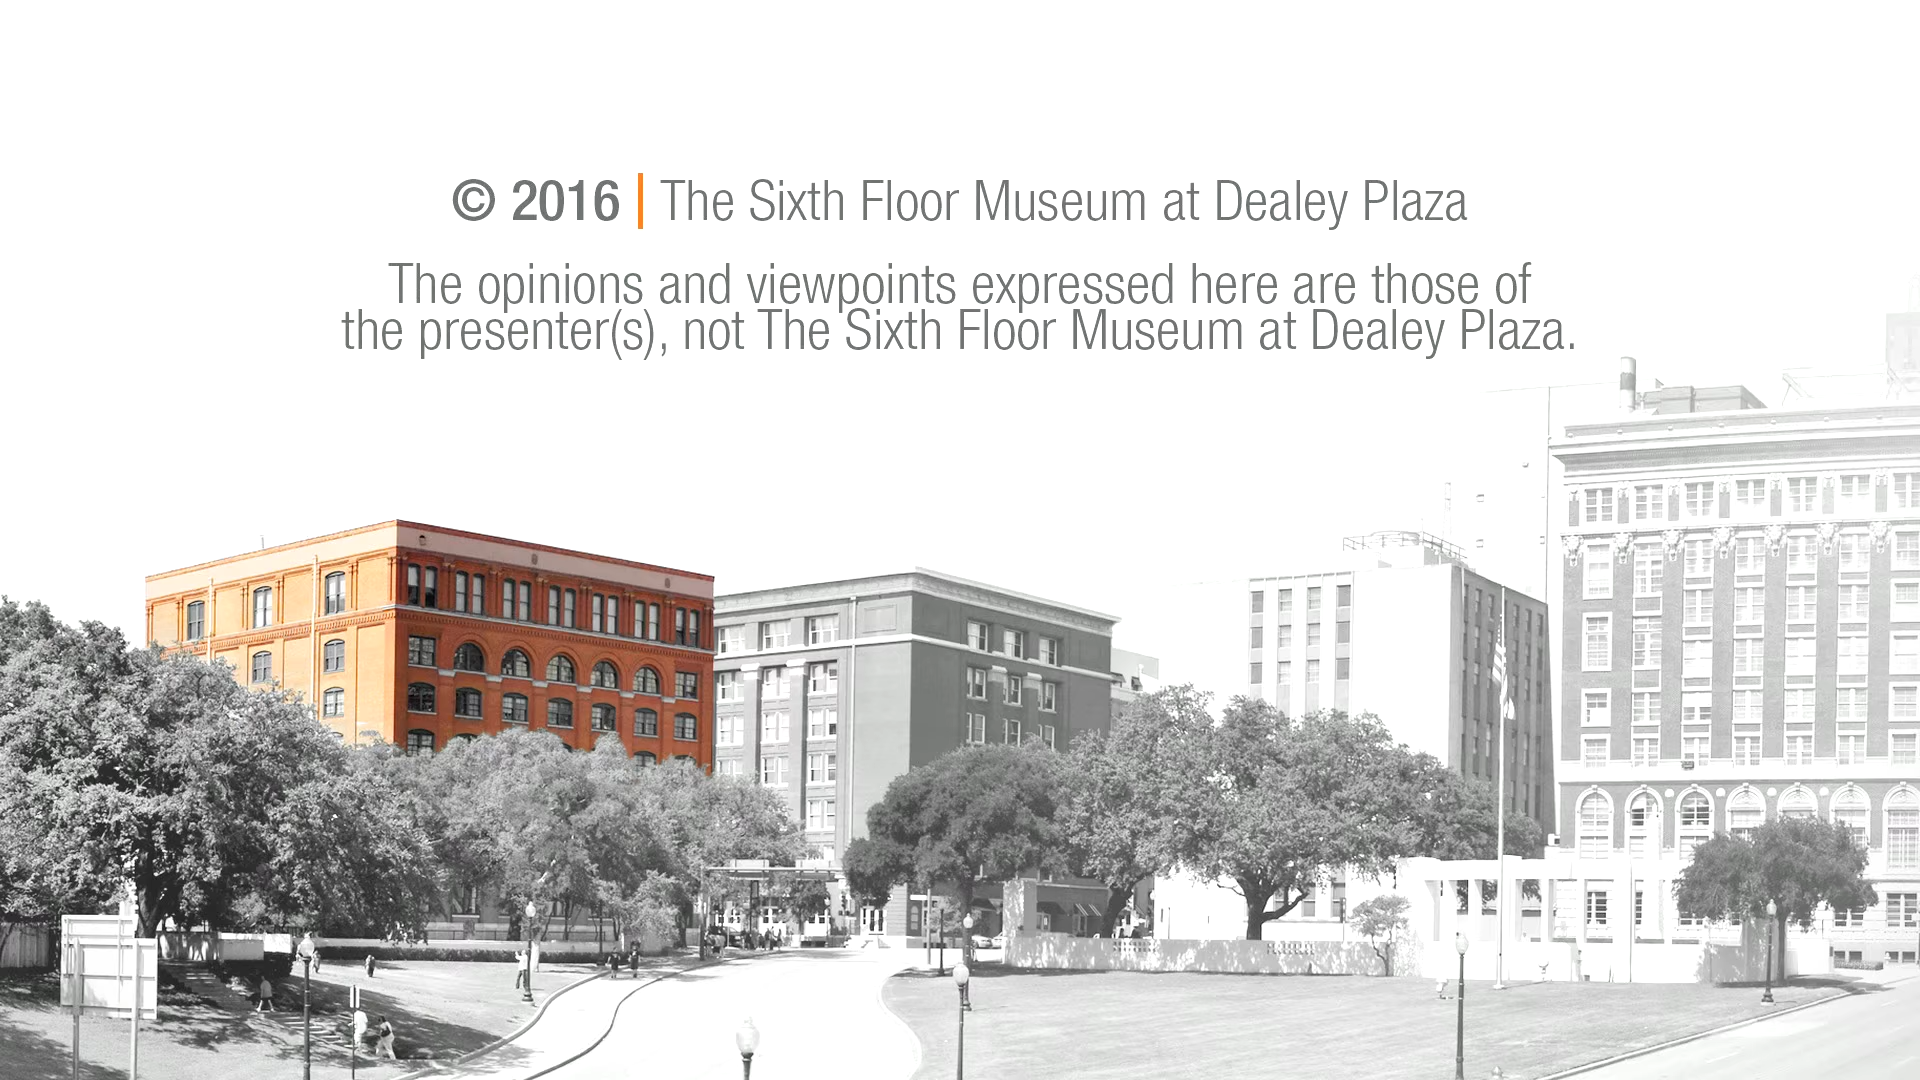 © 2016 | The Sixth Floor Museum at Dealey Plaza
The opinions and viewpoints expressed here are those of
the presenter(s), not The Sixth Floor Museum at Dealey Plaza.